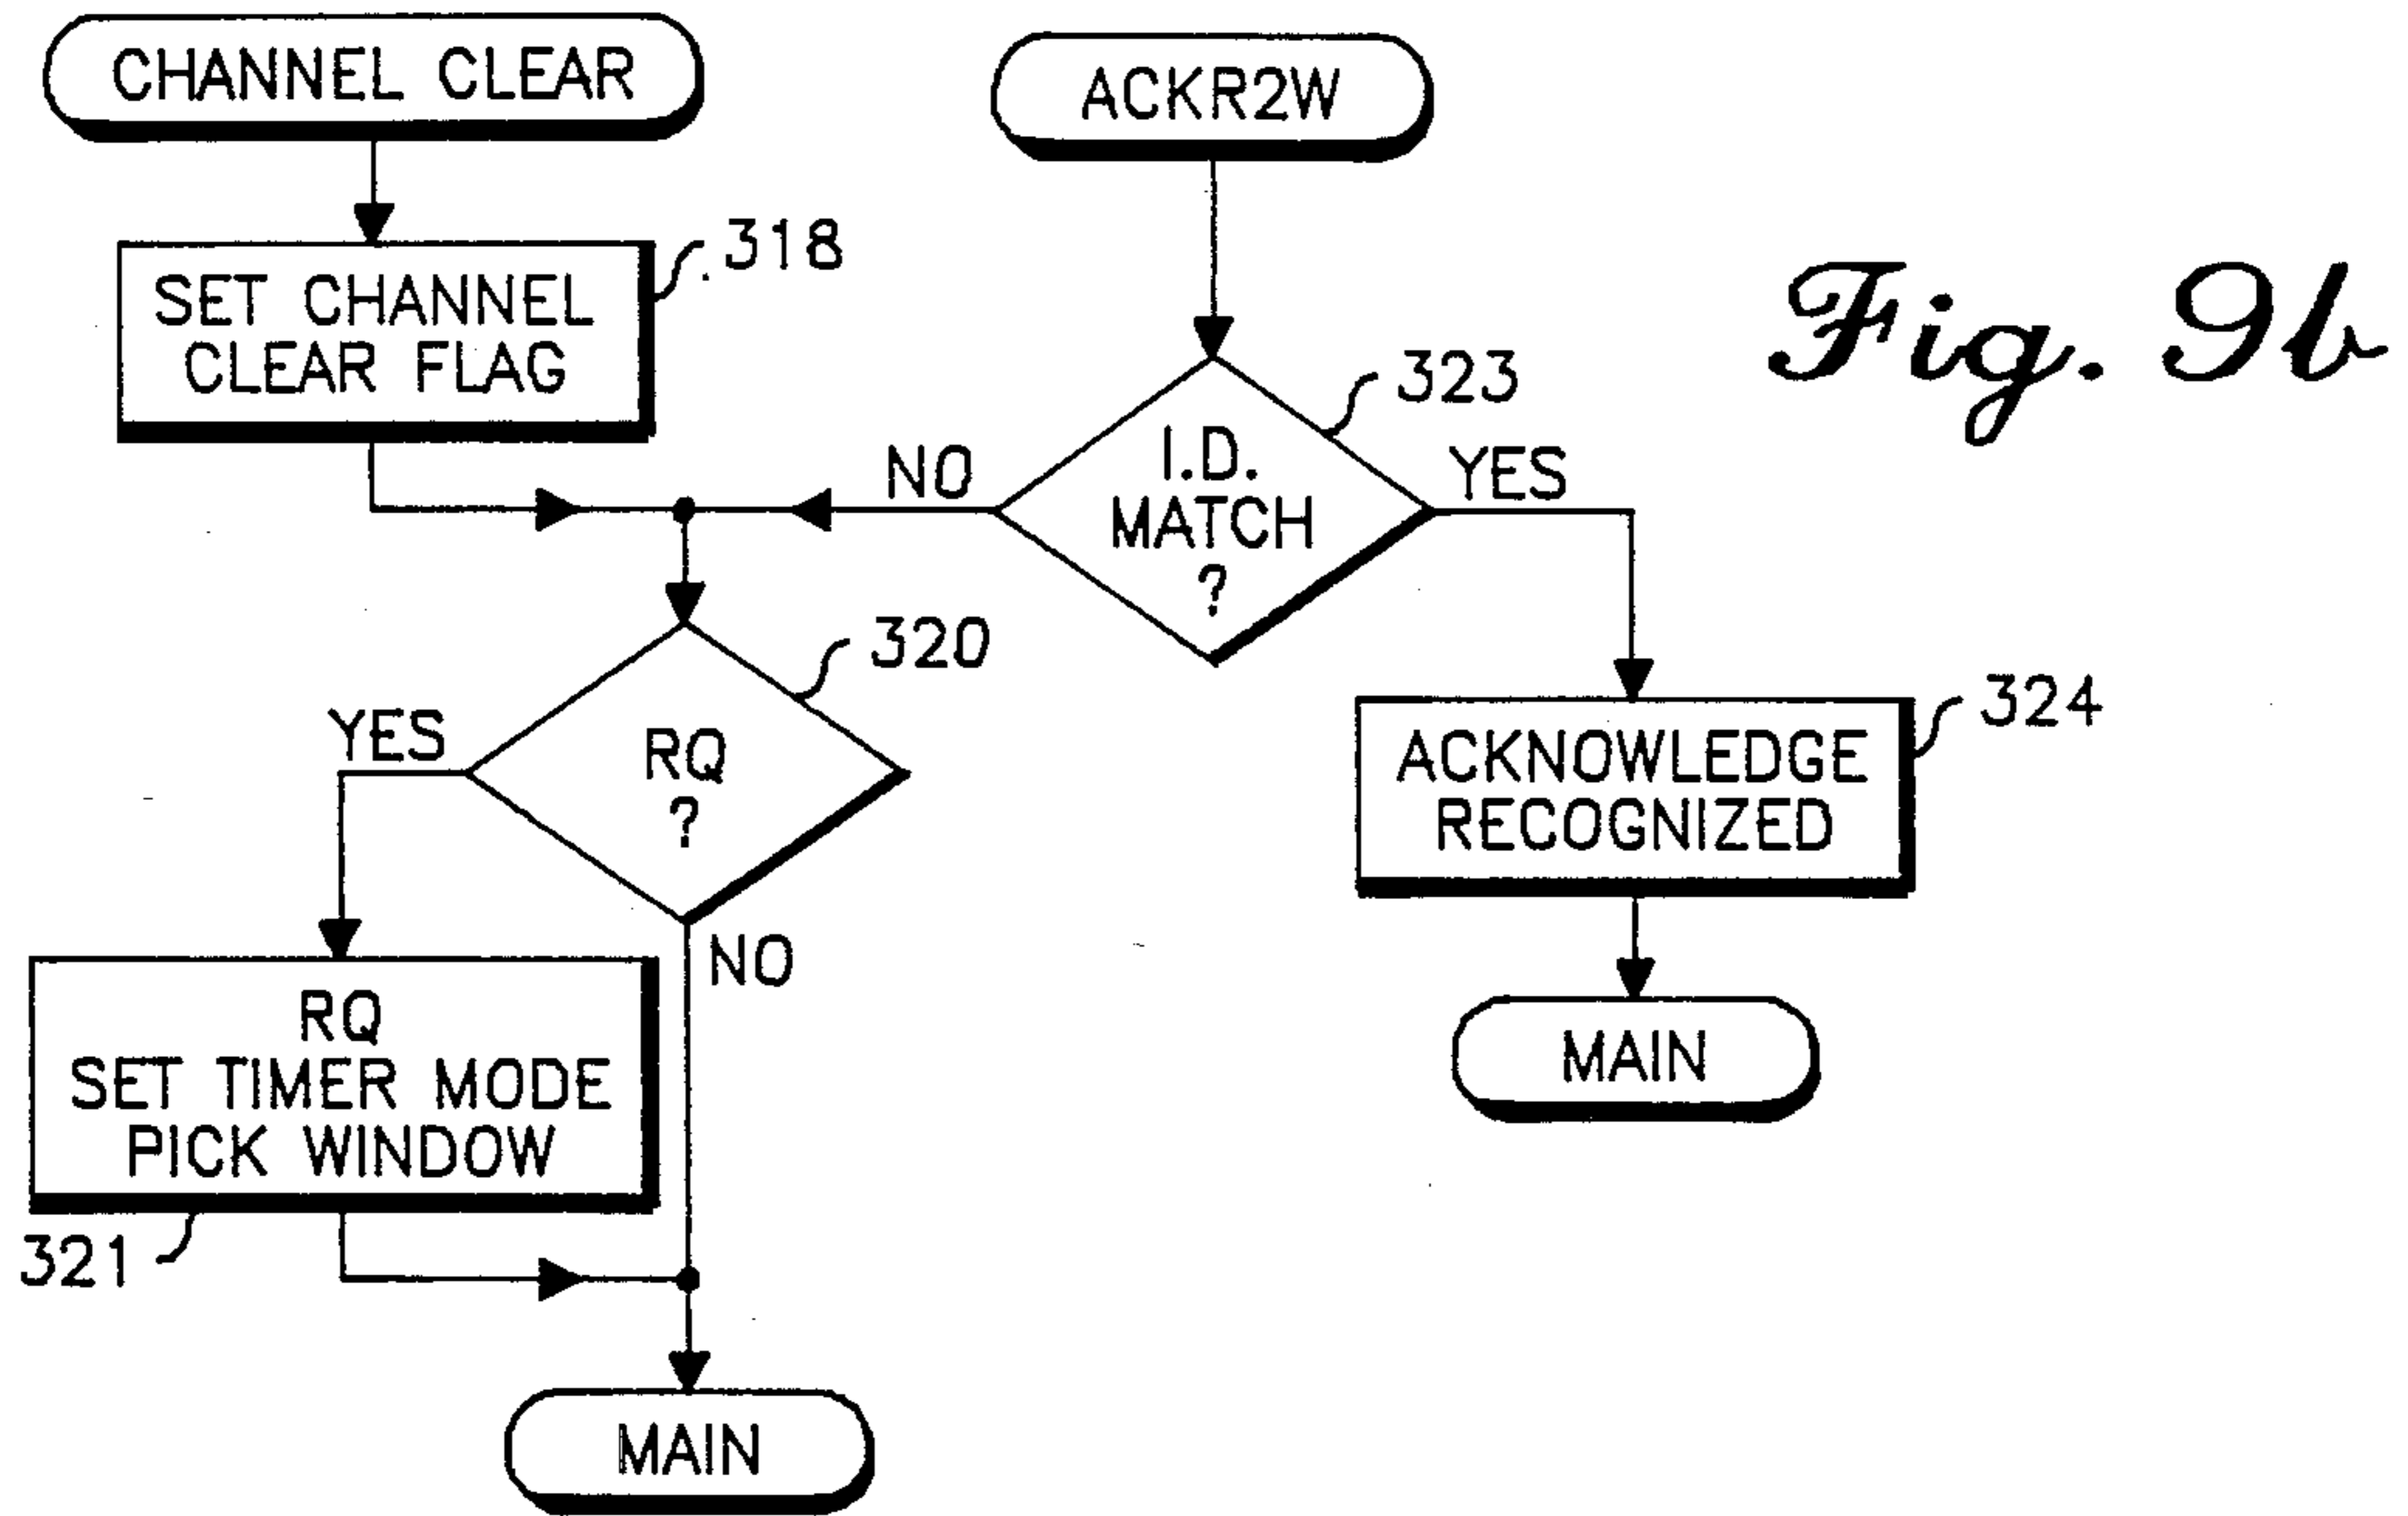 CHANNEL CLEAR
ACKR2W
318
SET CHANNEL
CLEAR FLAG
Fig. 9b
323
NO
I.D.
MATCH
?
YES
320
YES
RQ
?
NO
324
ACKNOWLEDGE
RECOGNIZED
RQ
SET TIMER MODE
PICK WINDOW
321
MAIN
MAIN